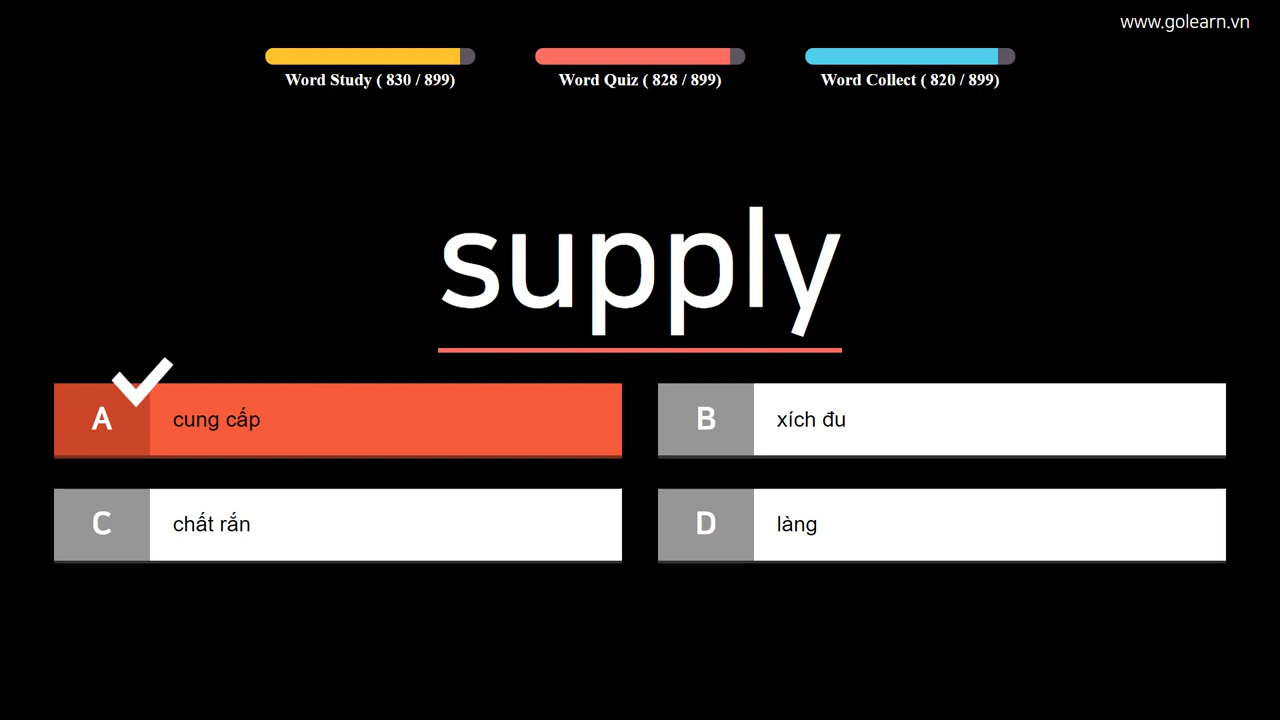 www.golearn.vn
Word Study ( 830 / 899)
Word Quiz ( 828 / 899)
Word Collect ( 820 / 899)
supply
A cung cấp
B xích đu
C chất rắn
D làng